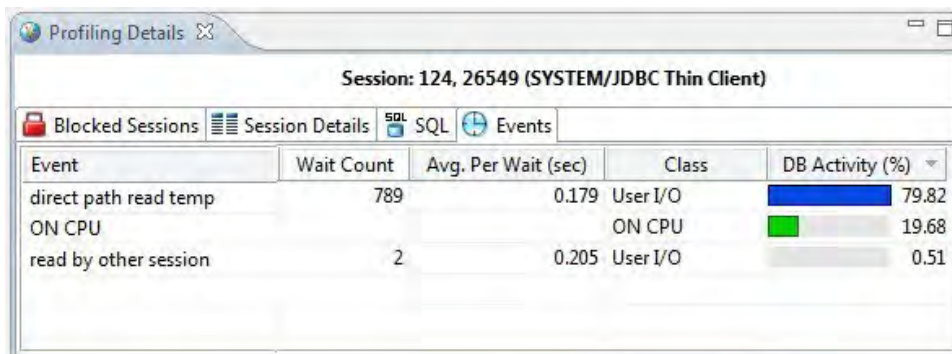 Profiling Details
Session: 124, 26549 (SYSTEM/JDBC Thin Client)
Blocked Sessions Session Details SQL SQL Events
Event Wait Count Avg. Per Wait (sec) Class DB Activity (%)
direct path read temp 789 0.179 User I/O 79.82
ON CPU ON CPU 19.68
read by other session 2 0.205 User I/O 0.51